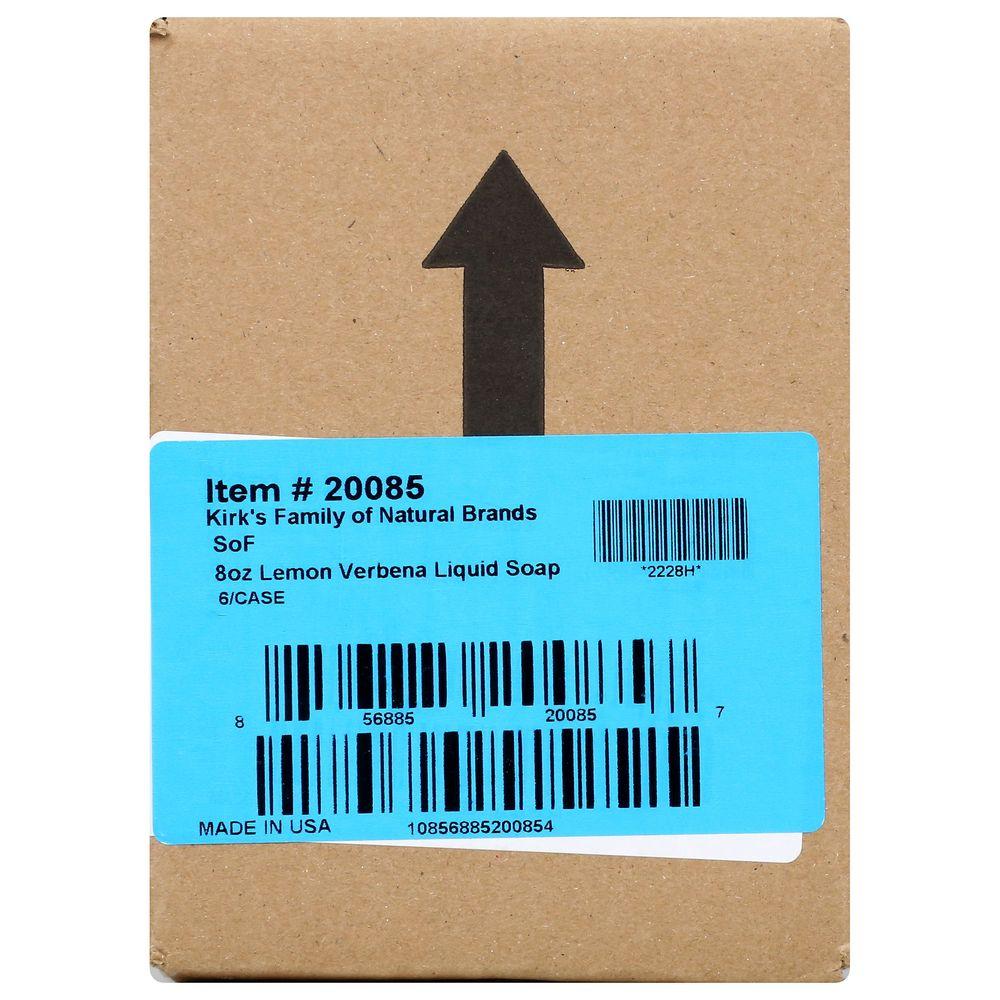 Item # 20085
Kirk's Family of Natural Brands
SoF
8oz Lemon Verbena Liquid Soap
6/CASE
*2228H*
8 56885 20085 7
MADE IN USA 10856885200854